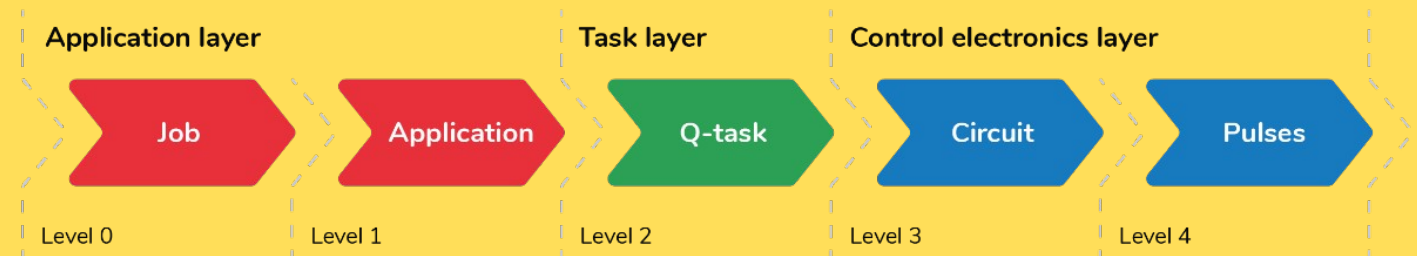 Application layer
Task layer
Control electronics layer
Job
Application
Q-task
Circuit
Pulses
Level 0
Level 1
Level 2
Level 3
Level 4